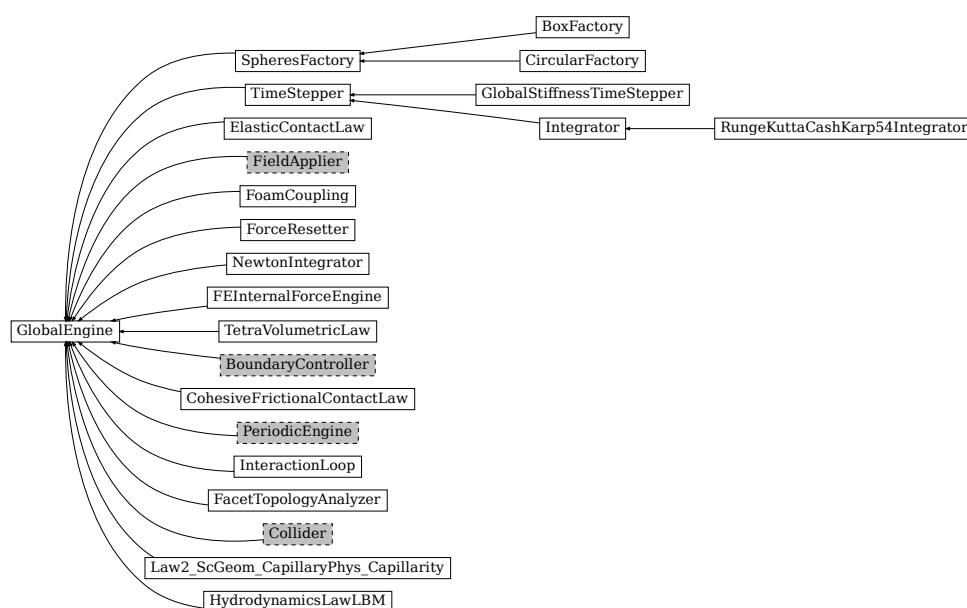 BoxFactory
SpheresFactory
CircularFactory
TimeStepper
GlobalStiffnessTimeStepper
ElasticContactLaw
Integrator
RungeKuttaCashKarp54Integrator
FieldApplier
FoamCoupling
ForceResetter
NewtonIntegrator
FEInternalForceEngine
GlobalEngine
TetraVolumetricLaw
BoundaryController
CohesiveFrictionalContactLaw
PeriodicEngine
InteractionLoop
FacetTopologyAnalyzer
Collider
Law2_ScGeom_CapillaryPhys_Capillarity
HydrodynamicsLawLBM